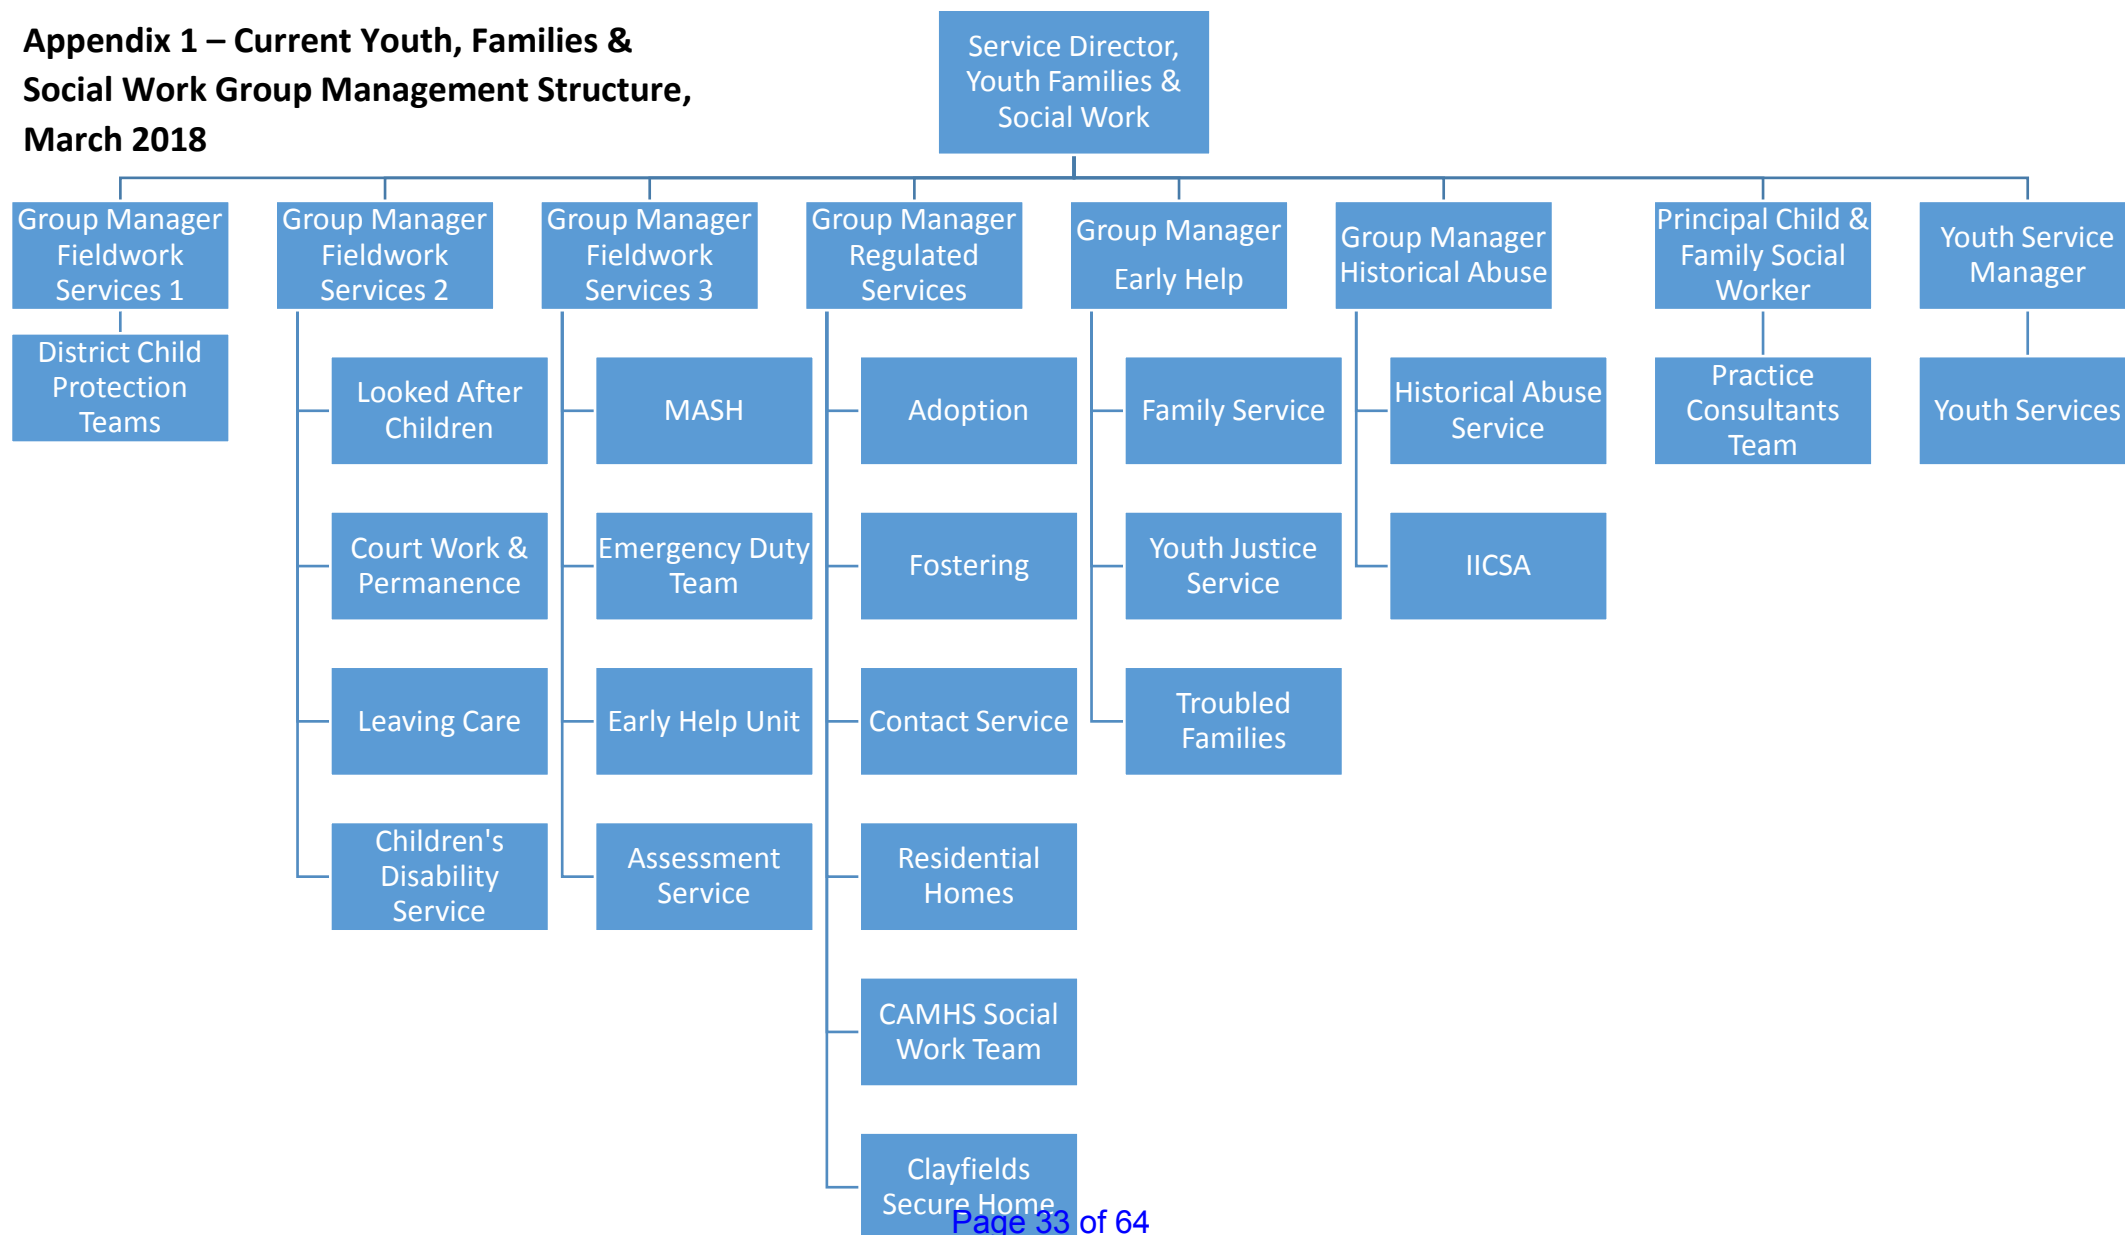 Appendix 1 – Current Youth, Families &
Social Work Group Management Structure,
March 2018
Service Director,
Youth Families &
Social Work
Group Manager
Fieldwork
Services 1
District Child
Protection
Teams
Group Manager
Fieldwork
Services 2
Looked After
Children
Court Work &
Permanence
Leaving Care
Children's
Disability
Service
Group Manager
Fieldwork
Services 3
MASH
Emergency Duty
Team
Early Help Unit
Assessment
Service
Group Manager
Regulated
Services
Adoption
Fostering
Contact Service
Residential
Homes
CAMHS Social
Work Team
Clayfields
Secure Home
Group Manager
Early Help
Family Service
Youth Justice
Service
Troubled
Families
Group Manager
Historical Abuse
Historical Abuse
Service
IICSA
Principal Child &
Family Social
Worker
Practice
Consultants
Team
Youth Service
Manager
Youth Services
Page 33 of 64